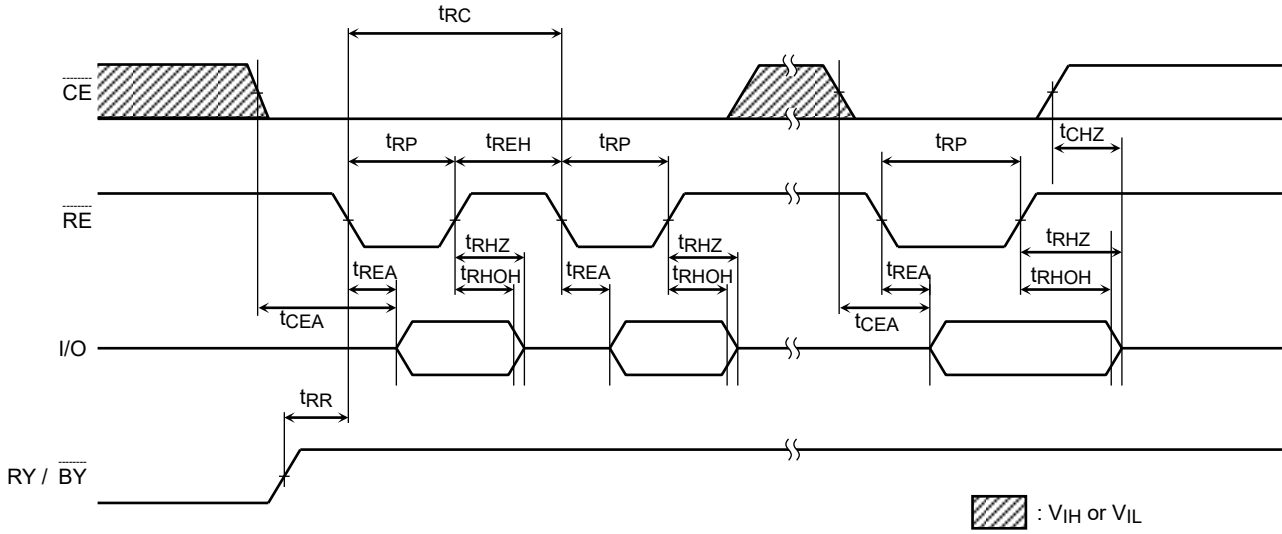 tRC
CE
tCHZ
tRP tREH tRP tRP
RE
tRHZ tRHZ tRHZ
tREA tRHOH tREA tRHOH tREA tRHOH
tCEA tCEA
I/O
tRR
RY / BY
: VIH or VIL